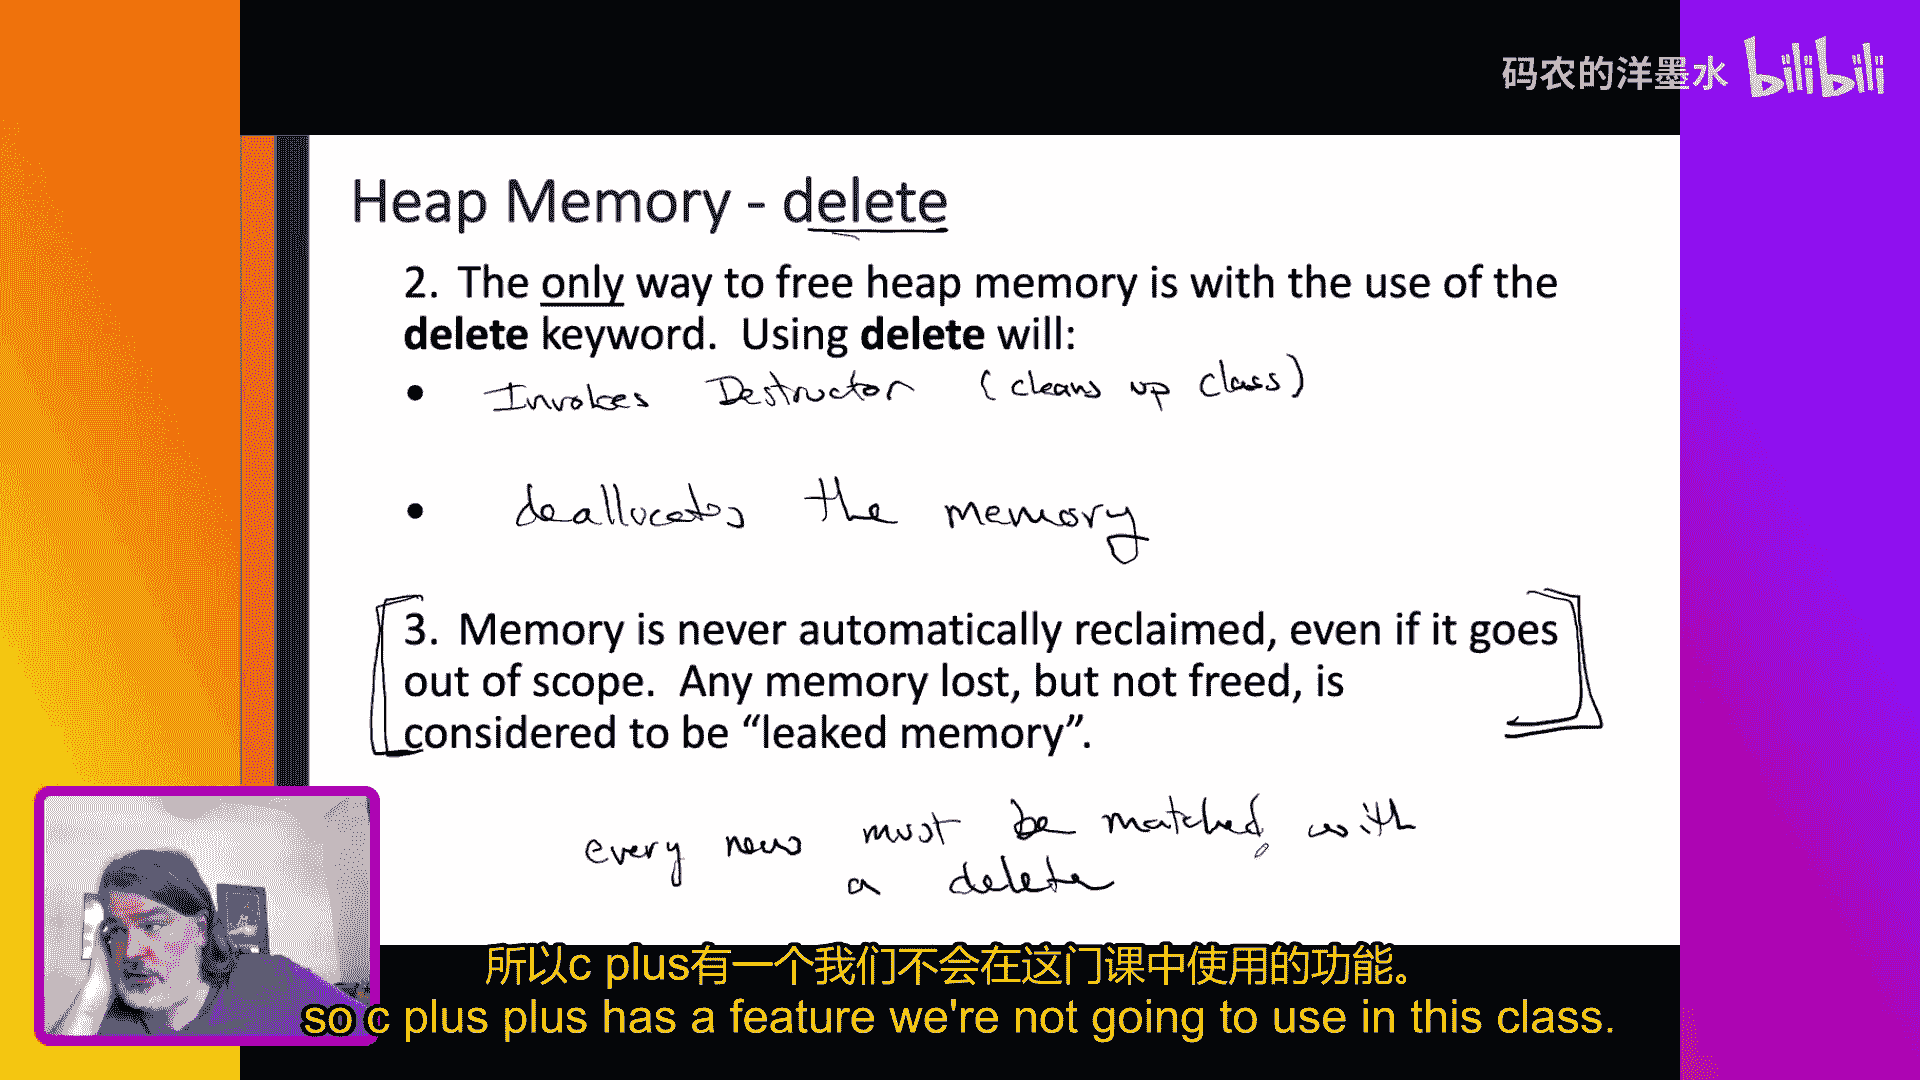 码农的洋墨水 bilibili
Heap Memory - delete
2. The only way to free heap memory is with the use of the
delete keyword. Using delete will:
• Invokes Destructor (cleans up class)
• deallocates the memory
3. Memory is never automatically reclaimed, even if it goes
out of scope. Any memory lost, but not freed, is
considered to be “leaked memory”.
every new must be matched with
a delete
所以c plus有一个我们不会在这门课中使用的功能。
so c plus plus has a feature we're not going to use in this class.